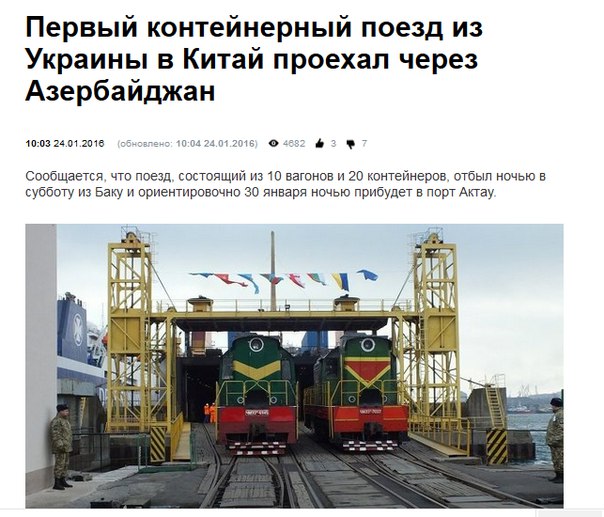 Первый контейнерный поезд из
Украины в Китай проехал через
Азербайджан
10:03 24.01.2016 (обновлено: 10:04 24.01.2016) 4682 3 7
Сообщается, что поезд, состоящий из 10 вагонов и 20 контейнеров, отбыл ночью в
субботу из Баку и ориентировочно 30 января ночью прибудет в порт Актау.